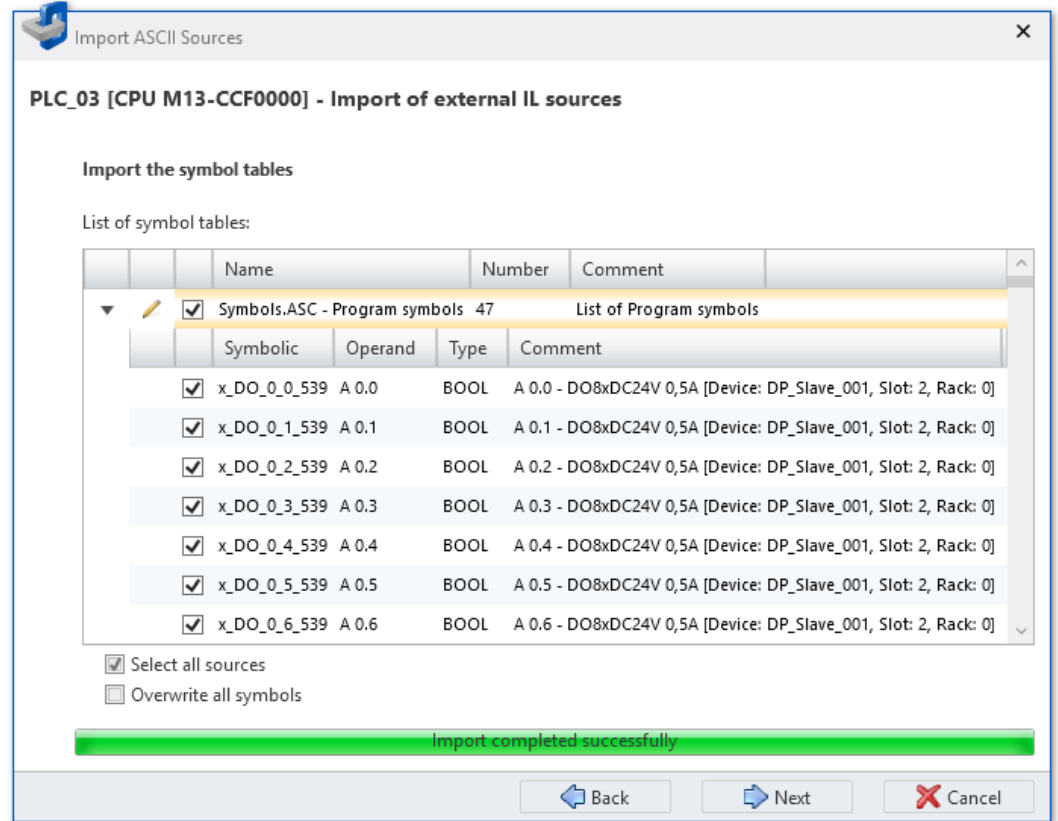 Import ASCII Sources
PLC_03 [CPU M13-CCF0000] - Import of external IL sources
Import the symbol tables
List of symbol tables:
Name Number Comment
Symbols.ASC - Program symbols 47 List of Program symbols
Symbolic Operand Type Comment
x_DO_0_0_539 A 0.0 BOOL A 0.0 - DO8xDC24V 0,5A [Device: DP_Slave_001, Slot: 2, Rack: 0]
x_DO_0_1_539 A 0.1 BOOL A 0.1 - DO8xDC24V 0,5A [Device: DP_Slave_001, Slot: 2, Rack: 0]
x_DO_0_2_539 A 0.2 BOOL A 0.2 - DO8xDC24V 0,5A [Device: DP_Slave_001, Slot: 2, Rack: 0]
x_DO_0_3_539 A 0.3 BOOL A 0.3 - DO8xDC24V 0,5A [Device: DP_Slave_001, Slot: 2, Rack: 0]
x_DO_0_4_539 A 0.4 BOOL A 0.4 - DO8xDC24V 0,5A [Device: DP_Slave_001, Slot: 2, Rack: 0]
x_DO_0_5_539 A 0.5 BOOL A 0.5 - DO8xDC24V 0,5A [Device: DP_Slave_001, Slot: 2, Rack: 0]
x_DO_0_6_539 A 0.6 BOOL A 0.6 - DO8xDC24V 0,5A [Device: DP_Slave_001, Slot: 2, Rack: 0]
Select all sources
Overwrite all symbols
Import completed successfully
Back Next Cancel